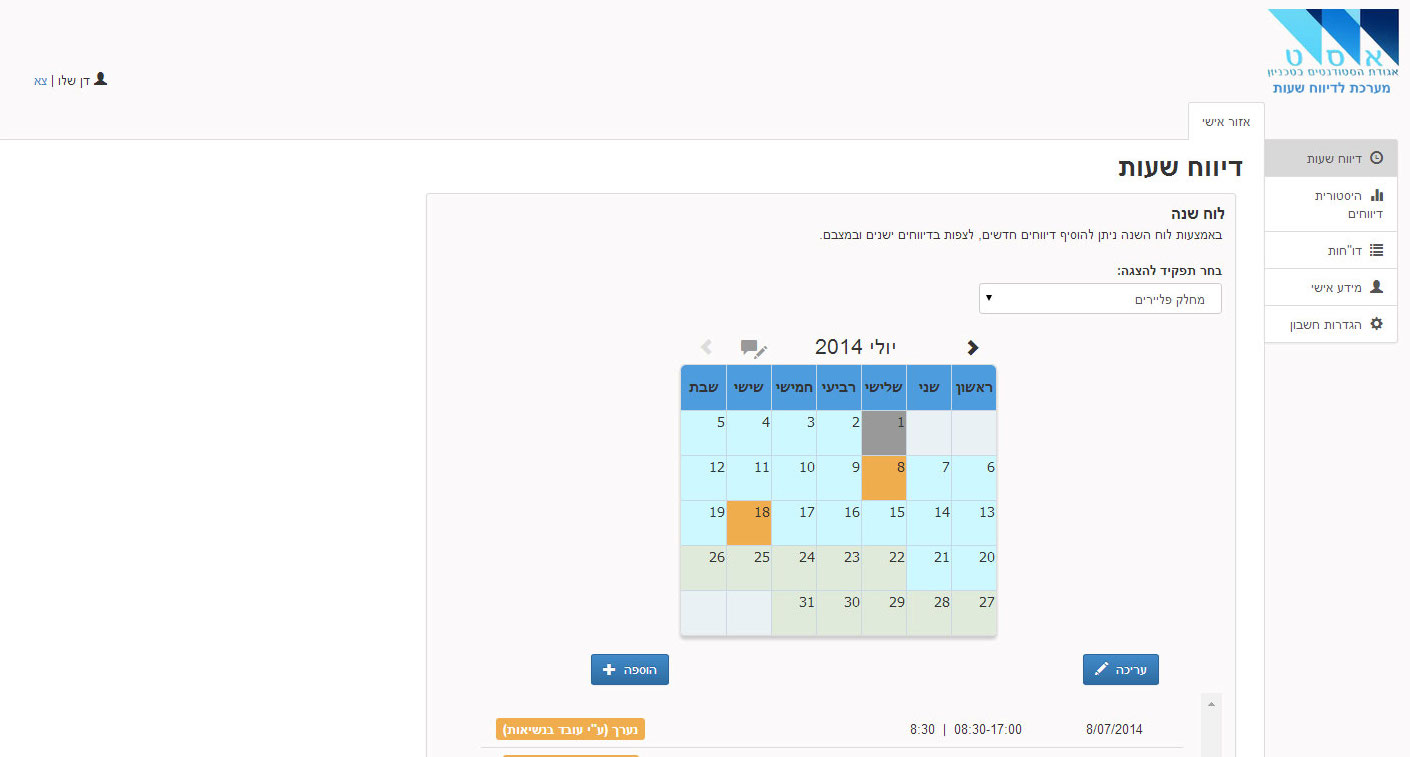 אסט
אגודת הסטודנטים בטכניון
מערכת לדיווח שעות
דן שלו | צא
אזור אישי
דיווח שעות
היסטורית
דיווחים
דו"חות
מידע אישי
הגדרות חשבון
דיווח שעות
לוח שנה
באמצעות לוח השנה ניתן להוסיף דיווחים חדשים, לצפות בדיווחים ישנים ובמצבם.
בחר תפקיד להצגה:
מחלק פליירים
יולי 2014
ראשון שני שלישי רביעי חמישי שישי שבת
1 2 3 4 5
6 7 8 9 10 11 12
13 14 15 16 17 18 19
20 21 22 23 24 25 26
27 28 29 30 31
עריכה הוספה
8/07/2014 08:30-17:00 | 8:30 נערך (ע"י עובד בנשיאות)